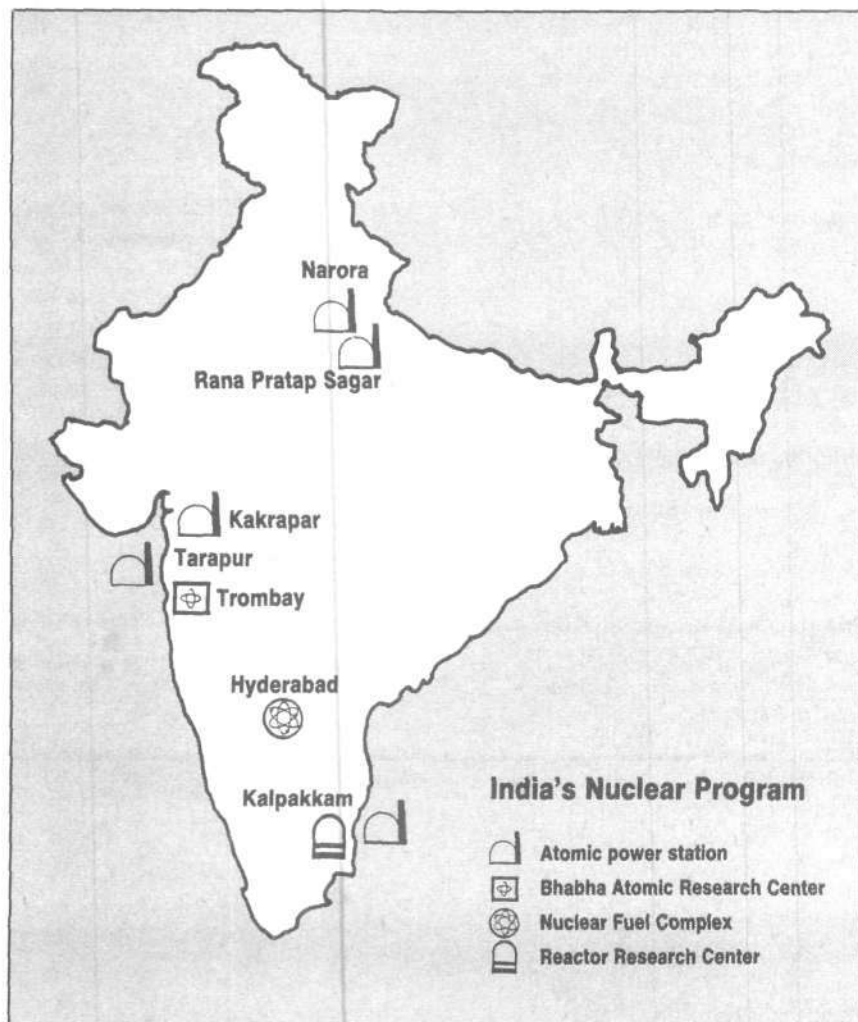 Narora
Rana Pratap Sagar
Kakrapar
Tarapur
Trombay
Hyderabad
Kalpakkam
India's Nuclear Program
Atomic power station
Bhabha Atomic Research Center
Nuclear Fuel Complex
Reactor Research Center